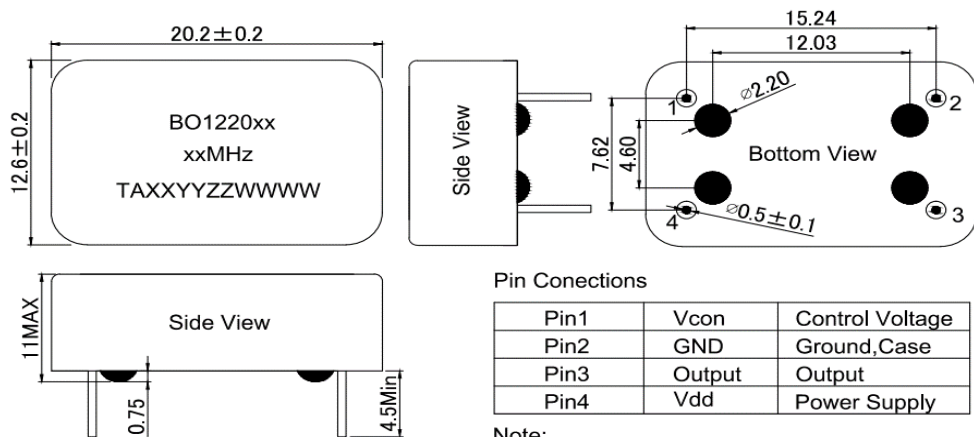 20.2±0.2
12.6±0.2
BO1220xx
xxMHz
TAXXYYZZWWWW
Side View
15.24
12.03
⌀2.20
1
2
7.62
4.60
Bottom View
4
⌀0.5±0.1
3
11MAX
Side View
0.75
4.5Min
Pin Conections
Pin1 Vcon Control Voltage
Pin2 GND Ground,Case
Pin3 Output Output
Pin4 Vdd Power Supply
Note: